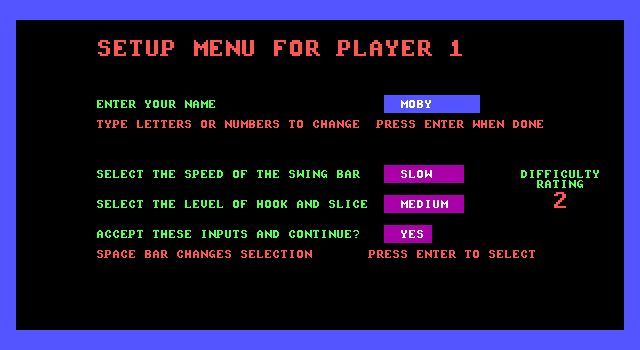 SETUP MENU FOR PLAYER 1
ENTER YOUR NAME MOBY
TYPE LETTERS OR NUMBERS TO CHANGE PRESS ENTER WHEN DONE
SELECT THE SPEED OF THE SWING BAR SLOW
DIFFICULTY
RATING
2
SELECT THE LEVEL OF HOOK AND SLICE MEDIUM
ACCEPT THESE INPUTS AND CONTINUE? YES
SPACE BAR CHANGES SELECTION PRESS ENTER TO SELECT